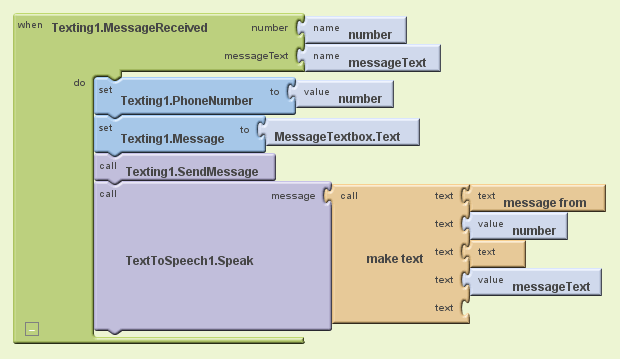 when Texting1.MessageReceived number name number
messageText name messageText
do
set Texting1.PhoneNumber to value number
set Texting1.Message to MessageTextbox.Text
call Texting1.SendMessage
call TextToSpeech1.Speak message call make text text text message from
text value number
text text
text value messageText
text